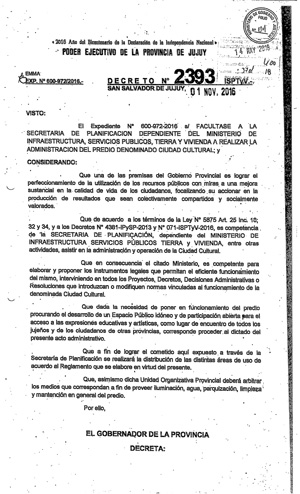 « 2016 Año del Bicentenario de la Declaración de la Independencia Nacional »
PODER EJECUTIVO DE LA PROVINCIA DE JUJUY
EMMA
EXP. Nº 600-972/2016.-
DECRETO Nº 2393 ISPTyV.-
SAN SALVADOR DE JUJUY, 01 NOV. 2016
VISTO:
El Expediente Nº 600-972-2016 s/ FACULTASE A LA
SECRETARIA DE PLANIFICACION DEPENDIENTE DEL MINISTERIO DE
INFRAESTRUCTURA, SERVICIOS PUBLICOS, TIERRA Y VIVIENDA A REALIZAR LA
ADMINISTRACION DEL PREDIO DENOMINADO CIUDAD CULTURAL; y
CONSIDERANDO:
Que una de las premisas del Gobierno Provincial es lograr el
perfeccionamiento de la utilización de los recursos públicos con miras a una mejora
sustancial en la calidad de vida de los ciudadanos, focalizando su accionar en la
producción de resultados que sean colectivamente compartidos y socialmente
valorados.
Que de acuerdo a los términos de la Ley Nº 5875 Art. 25 Inc. 10;
32 y 34, y a los Decretos Nº 4381-IPySP-2013 y Nº 071-ISPTyV-2016, es competencia
de la SECRETARIA DE PLANIFICACIÓN, dependiente del MINISTERIO DE
INFRAESTRUCTURA SERVICIOS PÚBLICOS TIERRA Y VIVIENDA, entre otras
actividades, asistir en la administración y operación de la Ciudad Cultural.
Que en consecuencia el citado Ministerio, es competente para
elaborar y proponer los instrumentos legales que permitan el eficiente funcionamiento
del mismo, interviniendo en todos los Proyectos, Decretos, Decisiones Administrativas o
Resoluciones que introduzcan o modifiquen normas vinculadas al funcionamiento de la
denominada Ciudad Cultural.
Que dada la necesidad de poner en funcionamiento del predio
procurando el desarrollo de un Espacio Público idóneo y de participación abierta para el
acceso a las expresiones educativas y artísticas, como lugar de encuentro de todos los
jujeños y de los ciudadanos de otras provincias, corresponde proceder al dictado del
presente acto administrativo.
Que a fin de lograr el cometido aquí expuesto a través de la
Secretaría de Planificación se realizará la distribución de las distintas áreas de uso de
acuerdo al Reglamento que se elabora en virtud del presente.
Que, asimismo dicha Unidad Organizativa Provincial deberá arbitrar
los medios que correspondan a fin de proveer iluminación, agua, parquización, limpieza
y mantención en general del predio.
Por ello,
EL GOBERNADOR DE LA PROVINCIA
DECRETA: